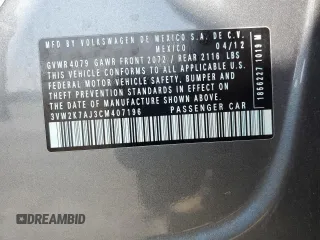 MFD BY VOLKSWAGEN DE MEXICO S.A. DE C.V.
MEXICO 04/12
GVWR 4079 GAWR FRONT 2072 / REAR 2116 LBS
THIS VEHICLE CONFORMS TO ALL APPLICABLE U.S.
FEDERAL MOTOR VEHICLE SAFETY, BUMPER AND
THEFT PREVENTION STANDARDS IN EFFECT ON
THE DATE OF MANUFACTURE SHOWN ABOVE.
3VW2K7AJ3CM407196 PASSENGER CAR
1856227 1019 M
© DREAMBID